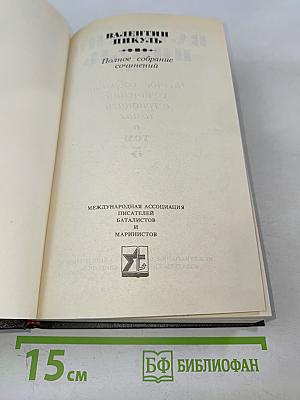 ВАЛЕНТИН
ПИКУЛЬ
Полное собрание
сочинений
МЕЖДУНАРОДНАЯ АССОЦИАЦИЯ
ПИСАТЕЛЕЙ
БАТАЛИСТОВ
И
МАРИНИСТОВ
15 см
БФ БИБЛИОФАН